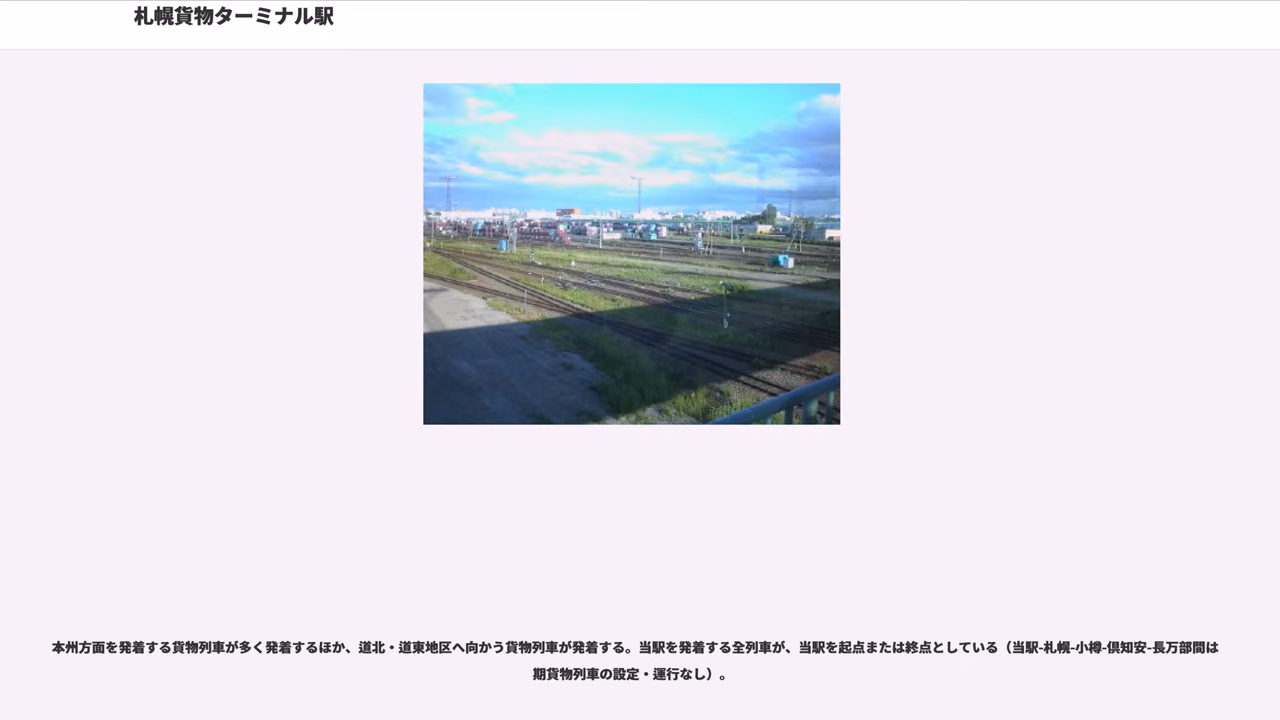 札幌貨物ターミナル駅
本州方面を発着する貨物列車が多く発着するほか、道北・道東地区へ向かう貨物列車が発着する。当駅を発着する全列車が、当駅を起点または終点としている（当駅-札幌-小樽-倶知安-長万部間は
期貨物列車の設定・運行なし）。